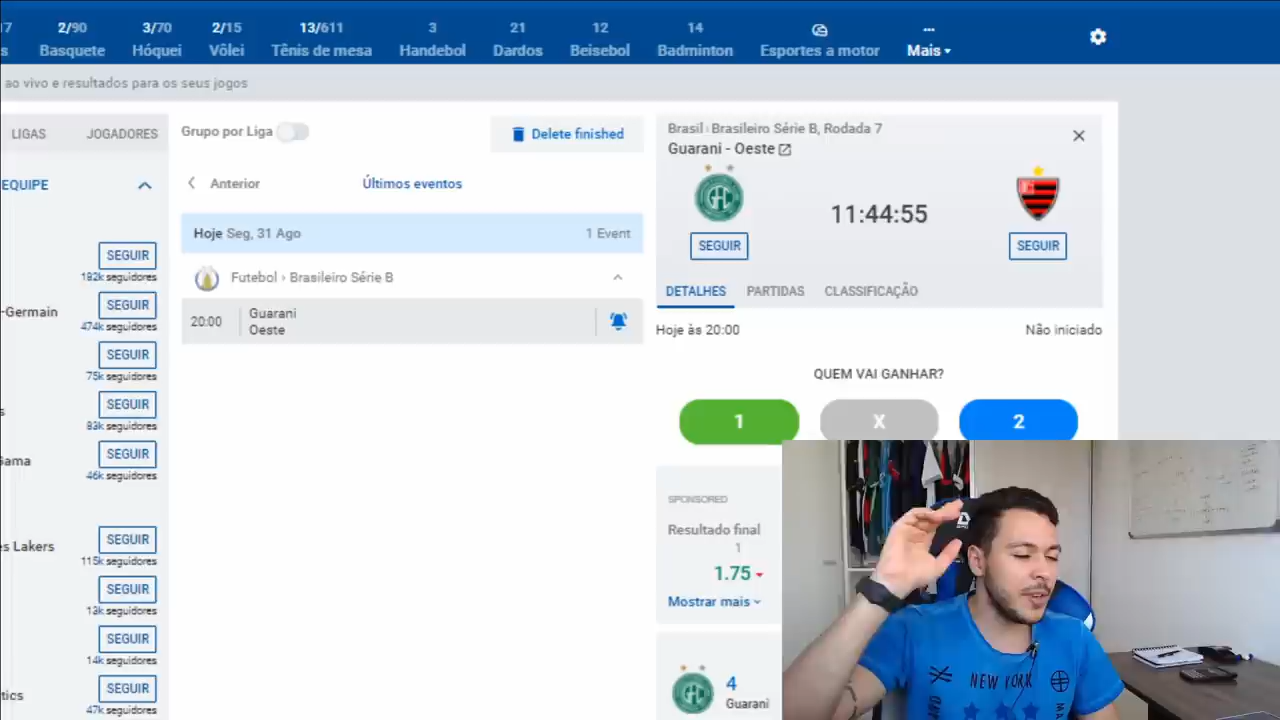 17 2/90 3/70 2/15 13/611 3 21 12 14 ...
s Basquete Hóquei Vôlei Tênis de mesa Handebol Dardos Beisebol Badminton Esportes a motor Mais
ao vivo e resultados para os seus jogos
LIGAS JOGADORES
EQUIPE
SEGUIR
182k seguidores
-Germain SEGUIR
474k seguidores
SEGUIR
75k seguidores
s SEGUIR
83k seguidores
Gama SEGUIR
46k seguidores
es Lakers SEGUIR
115k seguidores
SEGUIR
13k seguidores
SEGUIR
14k seguidores
tics SEGUIR
47k seguidores
Grupo por Liga Delete finished
Anterior Últimos eventos
Hoje Seg, 31 Ago 1 Event
Futebol › Brasileiro Série B
20:00 Guarani
Oeste
Brasil › Brasileiro Série B, Rodada 7
Guarani - Oeste
11:44:55
SEGUIR SEGUIR
DETALHES PARTIDAS CLASSIFICAÇÃO
Hoje às 20:00 Não iniciado
QUEM VAI GANHAR?
1 X 2
SPONSORED
Resultado final
1
1.75
Mostrar mais
4
Guarani
NEW YORK